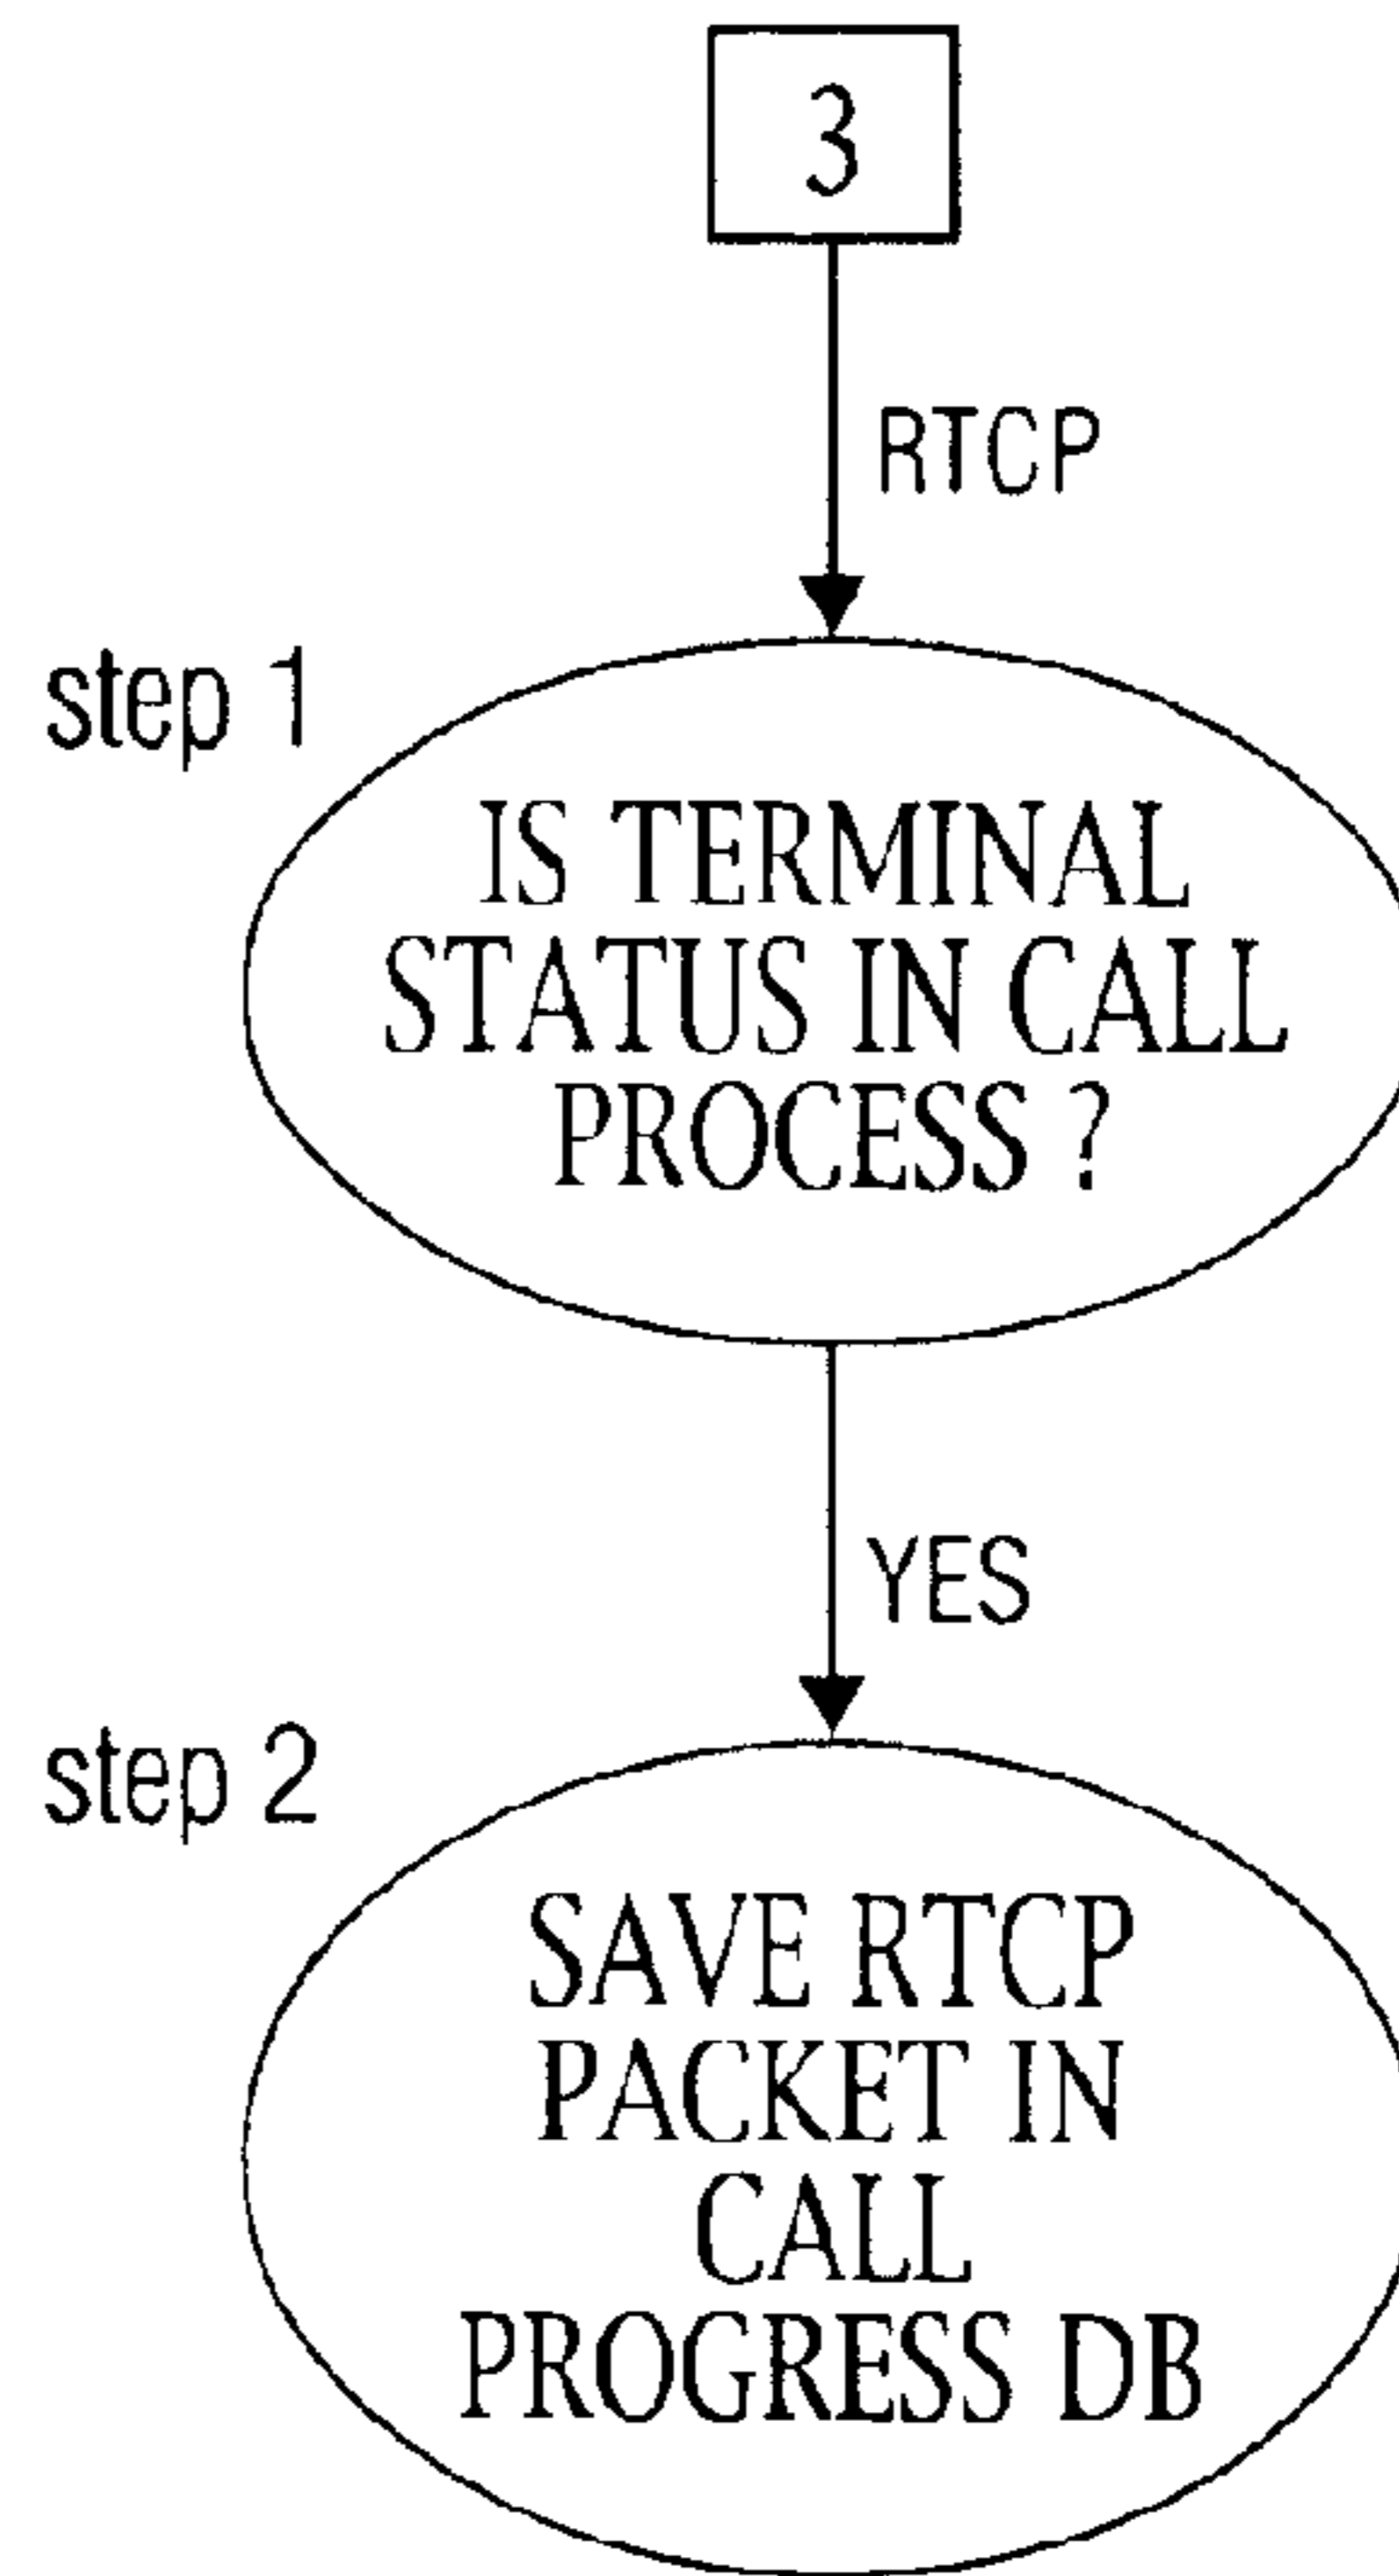 3
RTCP
step 1
IS TERMINAL
STATUS IN CALL
PROCESS ?
YES
step 2
SAVE RTCP
PACKET IN
CALL
PROGRESS DB